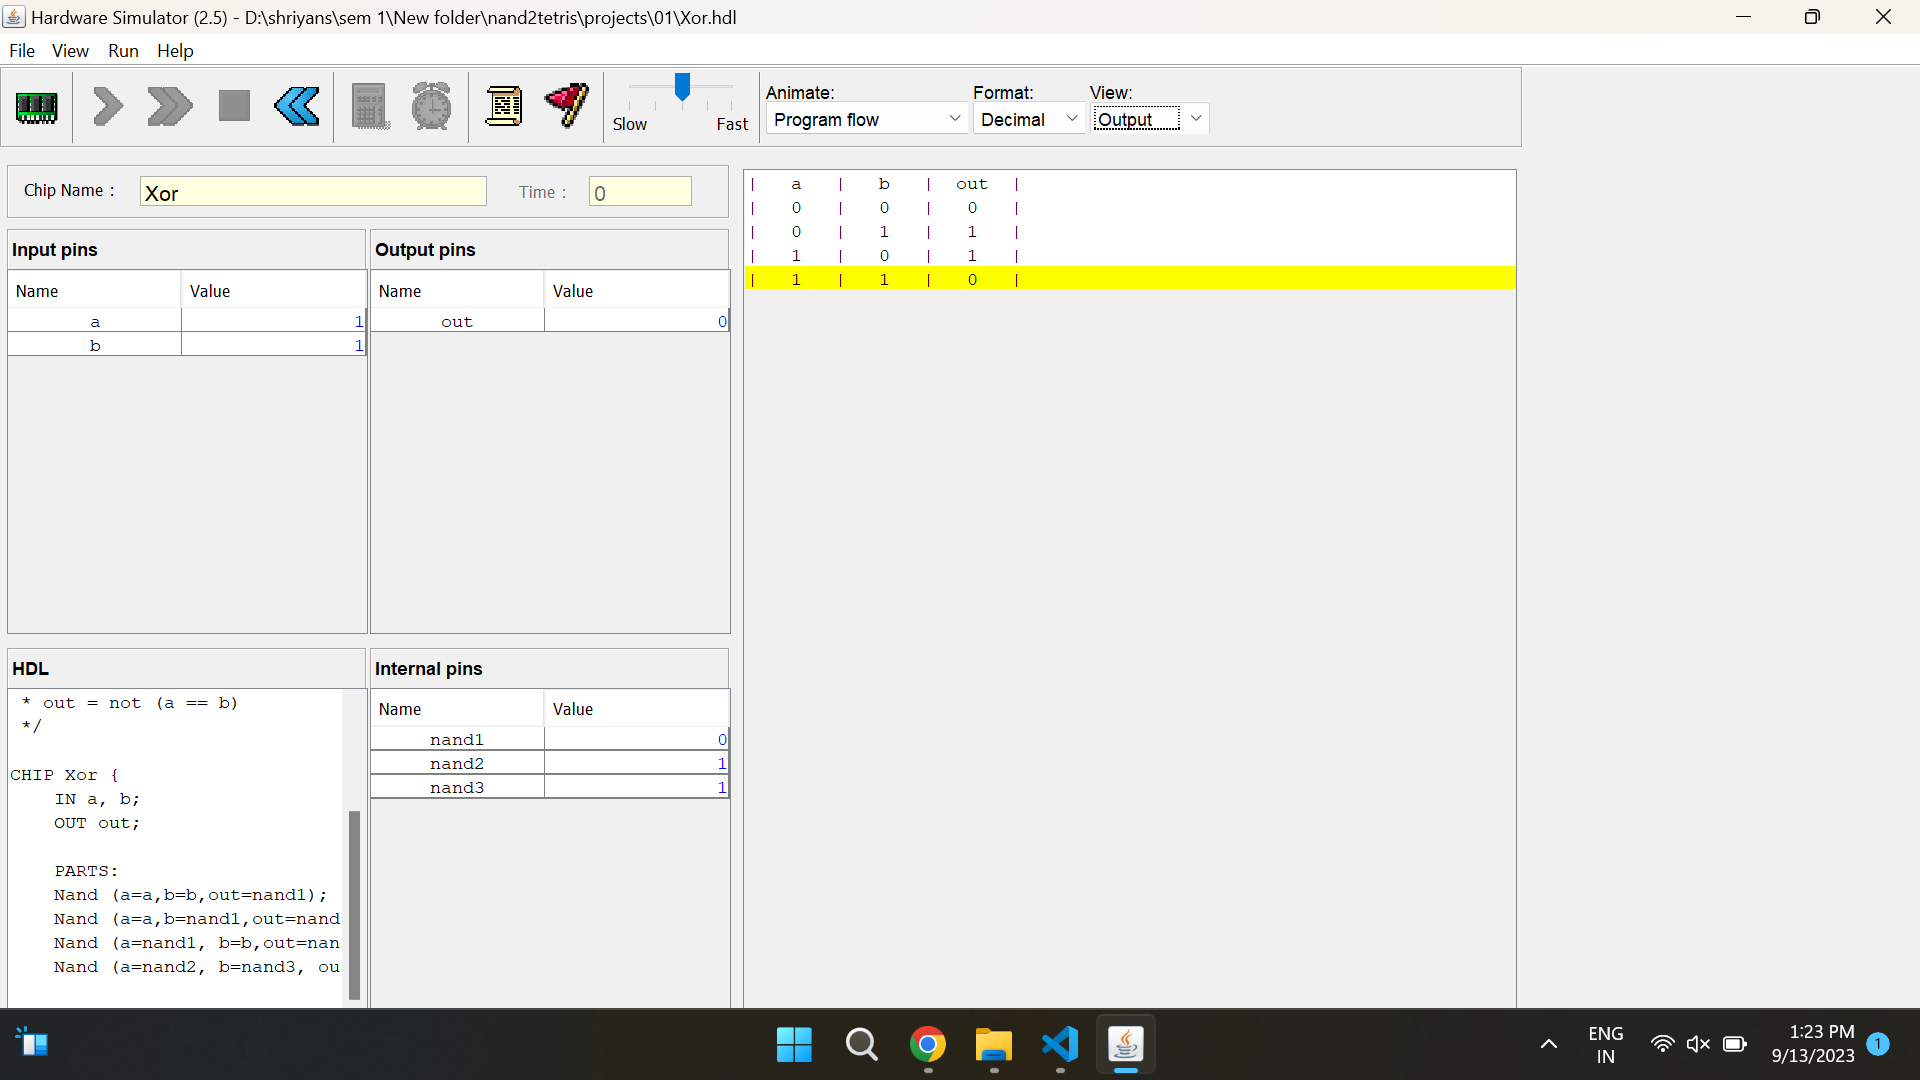 Hardware Simulator (2.5) - D:\shriyans\sem 1\New folder\nand2tetris\projects\01\Xor.hdl
File View Run Help
Slow Fast
Animate: Format: View:
Program flow Decimal Output
Chip Name : Xor Time : 0
Input pins
Name Value
a 1
b 1
Output pins
Name Value
out 0
| a | b | out |
| 0 | 0 | 0 |
| 0 | 1 | 1 |
| 1 | 0 | 1 |
| 1 | 1 | 0 |
HDL
* out = not (a == b)
*/
CHIP Xor {
IN a, b;
OUT out;
PARTS:
Nand (a=a,b=b,out=nand1);
Nand (a=a,b=nand1,out=nand
Nand (a=nand1, b=b,out=nan
Nand (a=nand2, b=nand3, ou
Internal pins
Name Value
nand1 0
nand2 1
nand3 1
ENG
IN
1:23 PM
9/13/2023
1